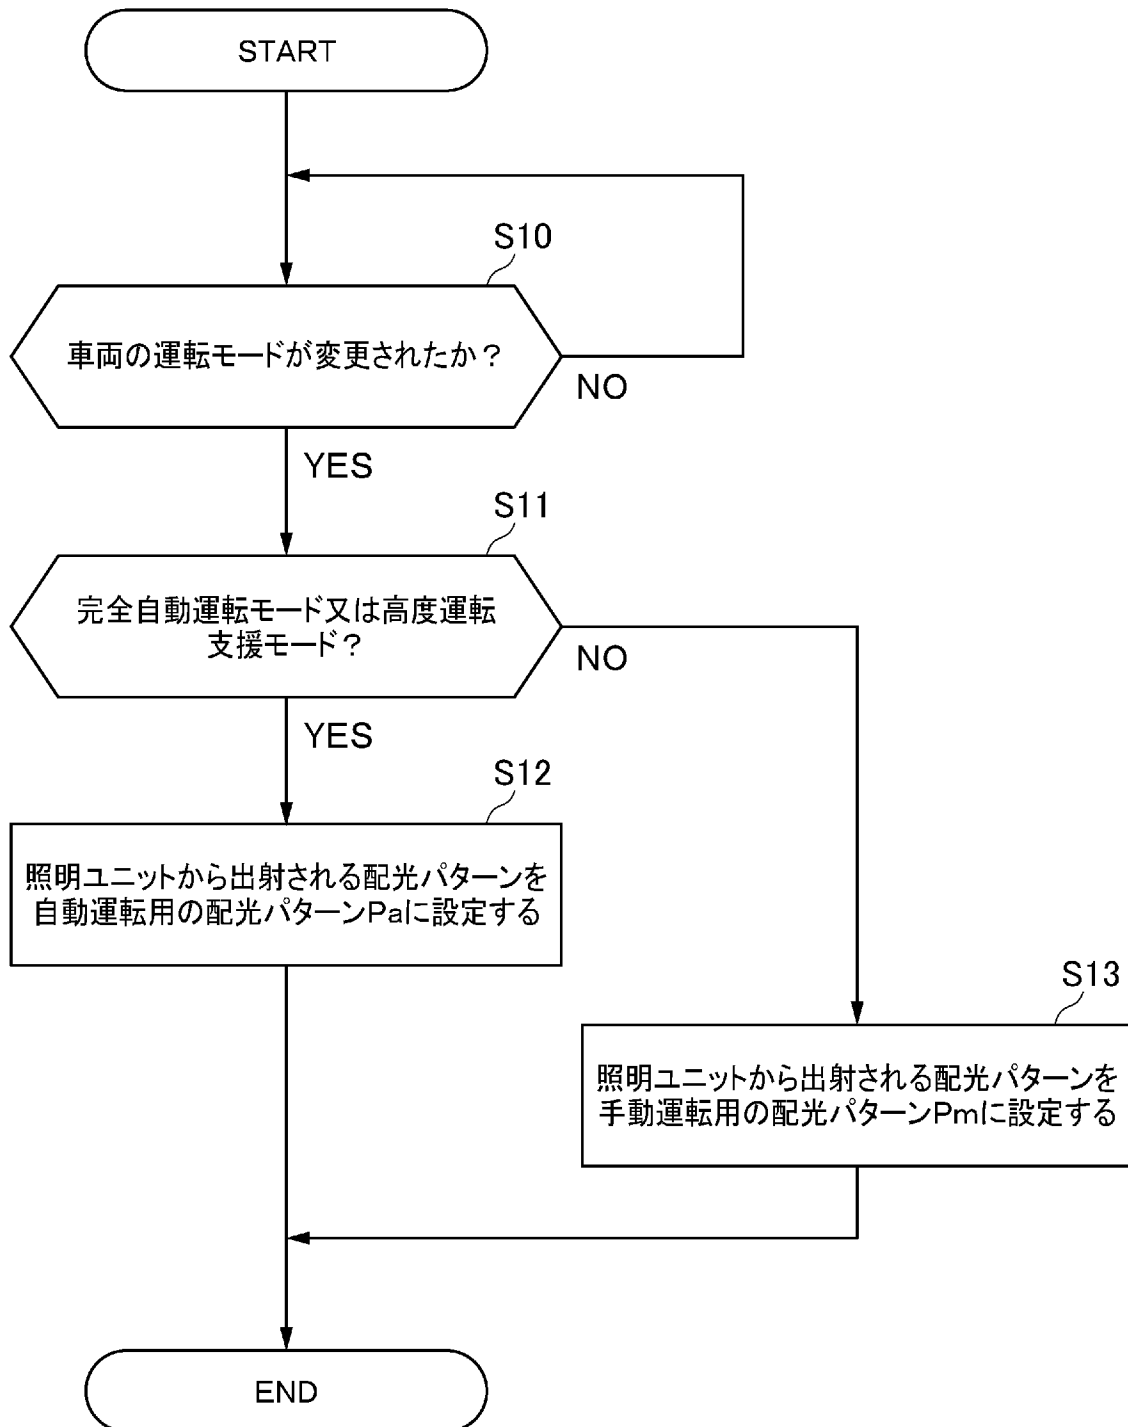 START
S10
車両の運転モードが変更されたか？
NO
YES
S11
完全自動運転モード又は高度運転
支援モード？
NO
YES
S12
照明ユニットから出射される配光パターンを
自動運転用の配光パターンPaに設定する
S13
照明ユニットから出射される配光パターンを
手動運転用の配光パターンPmに設定する
END